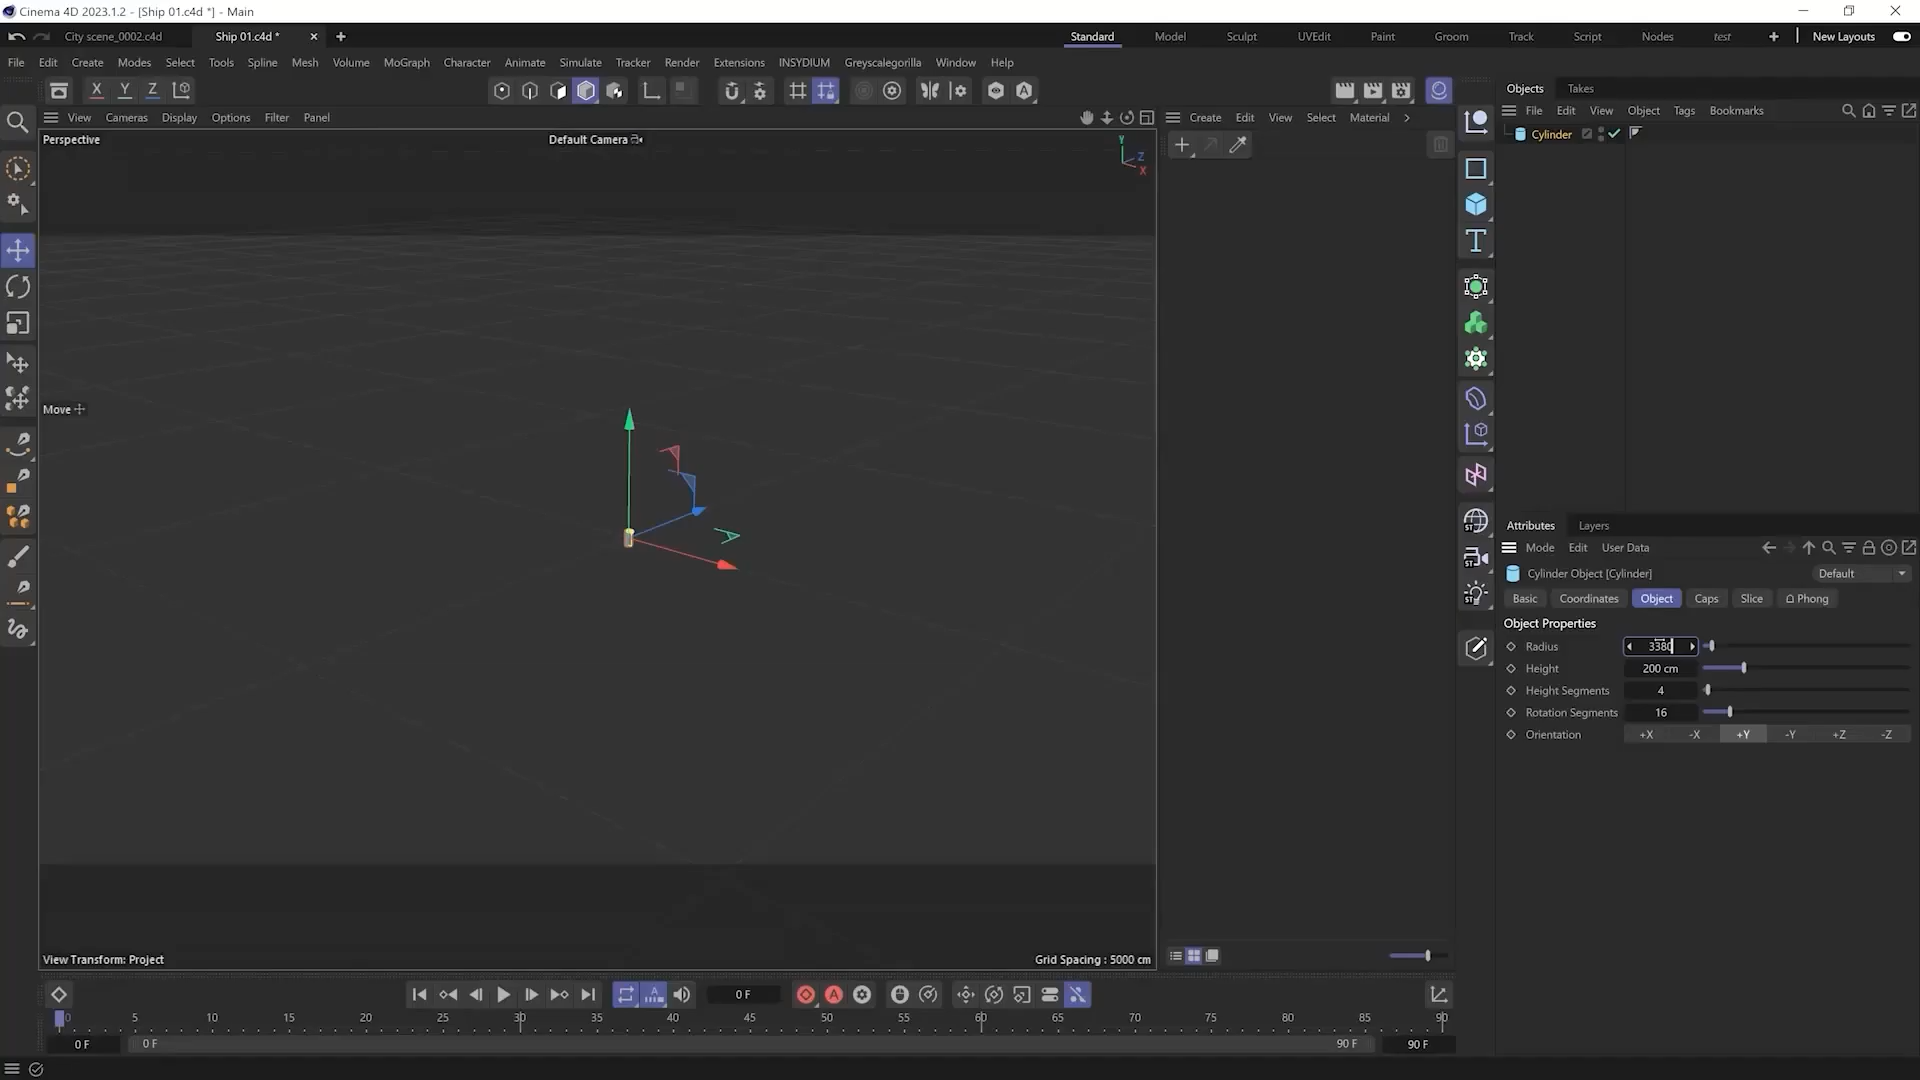 Cinema 4D 2023.1.2 - [Ship 01.c4d *] - Main
City scene_0002.c4d
Ship 01.c4d *
Standard
Model
Sculpt
UVEdit
Paint
Groom
Track
Script
Nodes
test
New Layouts
File Edit Create Modes Select Tools Spline Mesh Volume MoGraph Character Animate Simulate Tracker Render Extensions INSYDIUM Greyscalegorilla Window Help
X Y Z
Objects Takes
File Edit View Object Tags Bookmarks
View Cameras Display Options Filter Panel
Create Edit View Select Material
Cylinder
Perspective
Default Camera
Y
Z
X
Move
Attributes Layers
Mode Edit User Data
Cylinder Object [Cylinder]
Default
Basic Coordinates Object Caps Slice Phong
Object Properties
Radius 3380
Height 200 cm
Height Segments 4
Rotation Segments 16
Orientation +X -X +Y -Y +Z -Z
View Transform: Project
Grid Spacing : 5000 cm
0 F
0 5 10 15 20 25 30 35 40 45 50 55 60 65 70 75 80 85 90
0 F
0 F
90 F
90 F